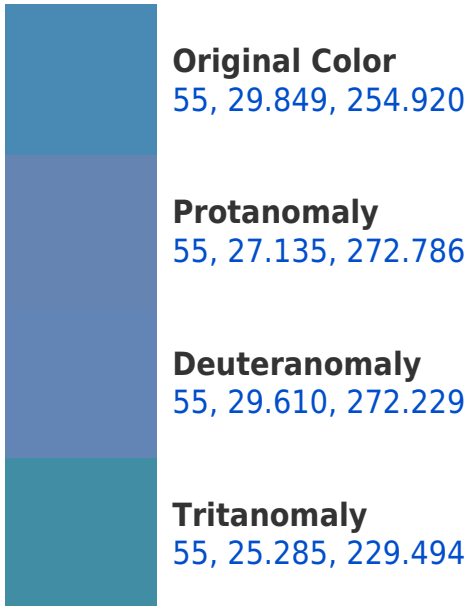 Original Color
55, 29.849, 254.920
Protanomaly
55, 27.135, 272.786
Deuteranomaly
55, 29.610, 272.229
Tritanomaly
55, 25.285, 229.494